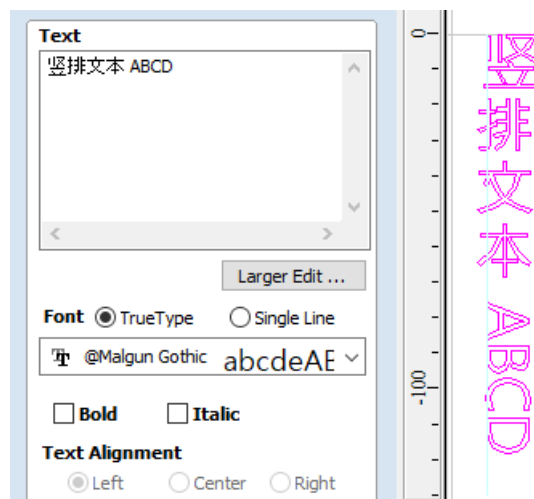 Text
竖排文本 ABCD
Larger Edit ...
Font TrueType Single Line
@Malgun Gothic abcdeAE
Bold Italic
Text Alignment
Left Center Right
0
-100
竖排文本 ABCD